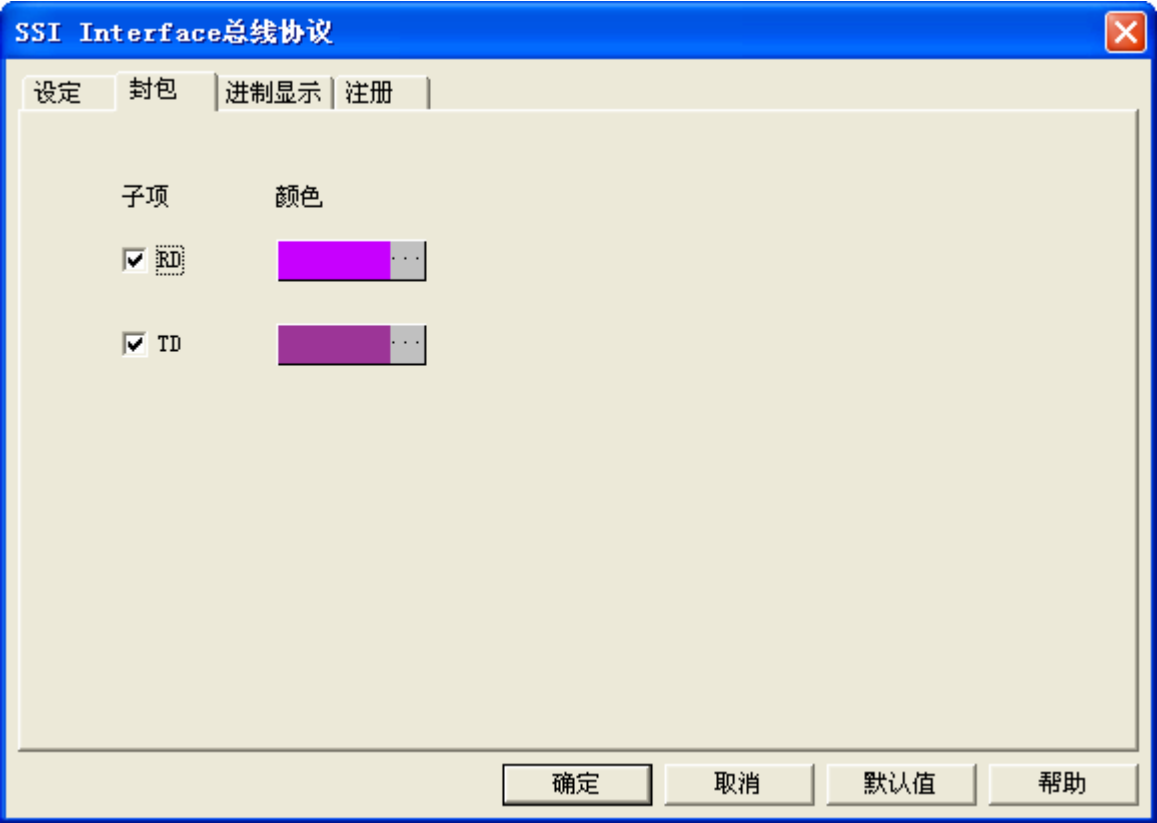 SSI Interface总线协议
设定 封包 进制显示 注册
子项 颜色
RD ...
TD ...
确定 取消 默认值 帮助